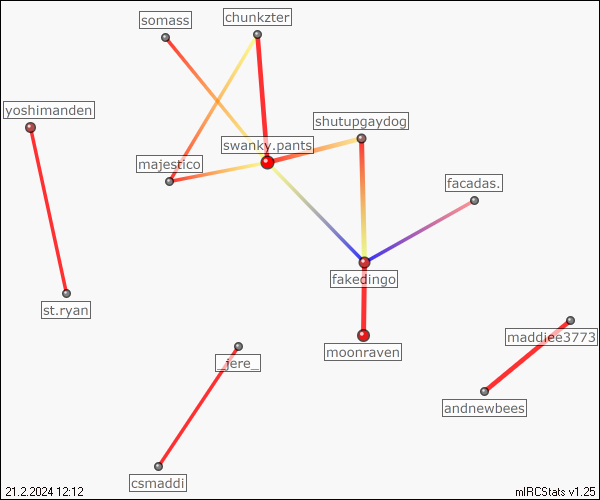 somass
chunkzter
yoshimanden
shutupgaydog
swanky.pants
majestico
facadas.
fakedingo
st.ryan
maddiee3773
moonraven
_jere_
andnewbees
csmaddi
21.2.2024 12:12
mIRCStats v1.25